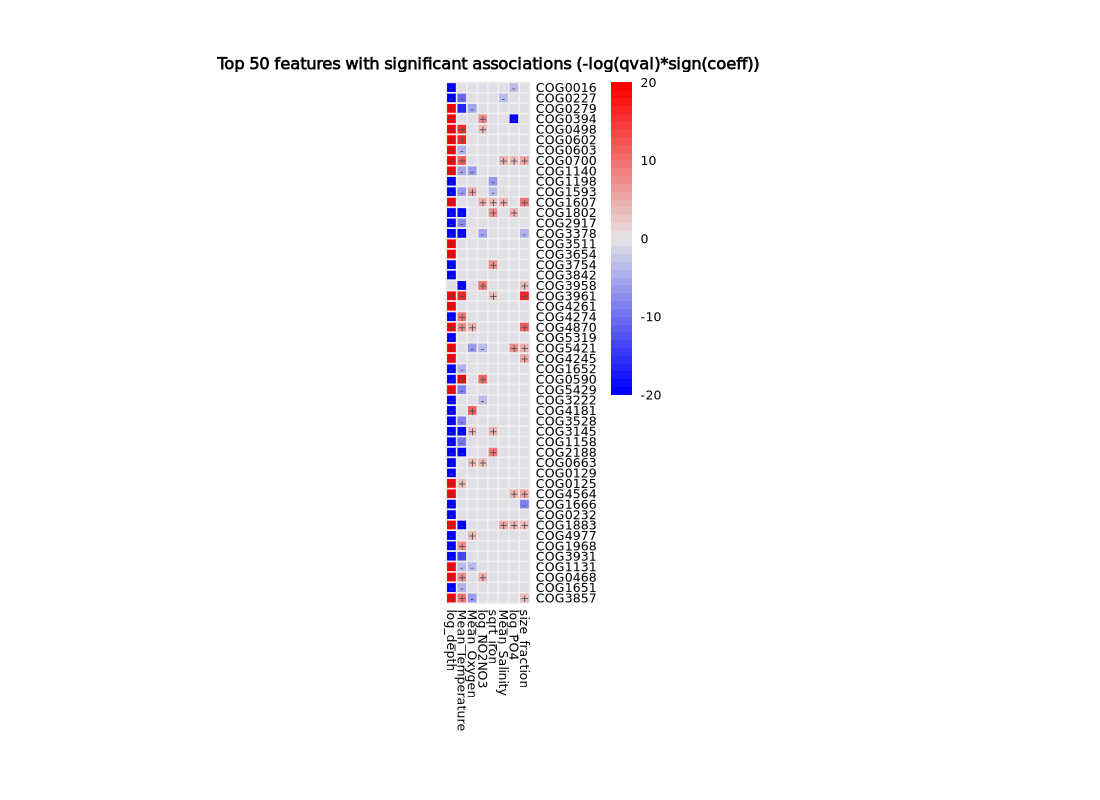 Top 50 features with significant associations (-log(qval)*sign(coeff))
COG0016
COG0227
COG0279
COG0394
COG0498
COG0602
COG0603
COG0700
COG1140
COG1198
COG1593
COG1607
COG1802
COG2917
COG3378
COG3511
COG3654
COG3754
COG3842
COG3958
COG3961
COG4261
COG4274
COG4870
COG5319
COG5421
COG4245
COG1652
COG0590
COG5429
COG3222
COG4181
COG3528
COG3145
COG1158
COG2188
COG0663
COG0129
COG0125
COG4564
COG1666
COG0232
COG1883
COG4977
COG1968
COG3931
COG1131
COG0468
COG1651
COG3857
20
10
0
-10
-20
log_depth
Mean_Temperature
Mean_Oxygen
log_NO2NO3
sqrt_Iron
Mean_Salinity
log_PO4
size_fraction